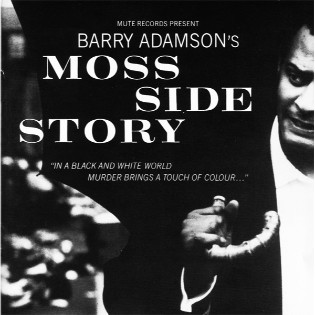 MUTE RECORDS PRESENT
BARRY ADAMSON'S
MOSS
SIDE
STORY
"IN A BLACK AND WHITE WORLD
MURDER BRINGS A TOUCH OF COLOUR..."